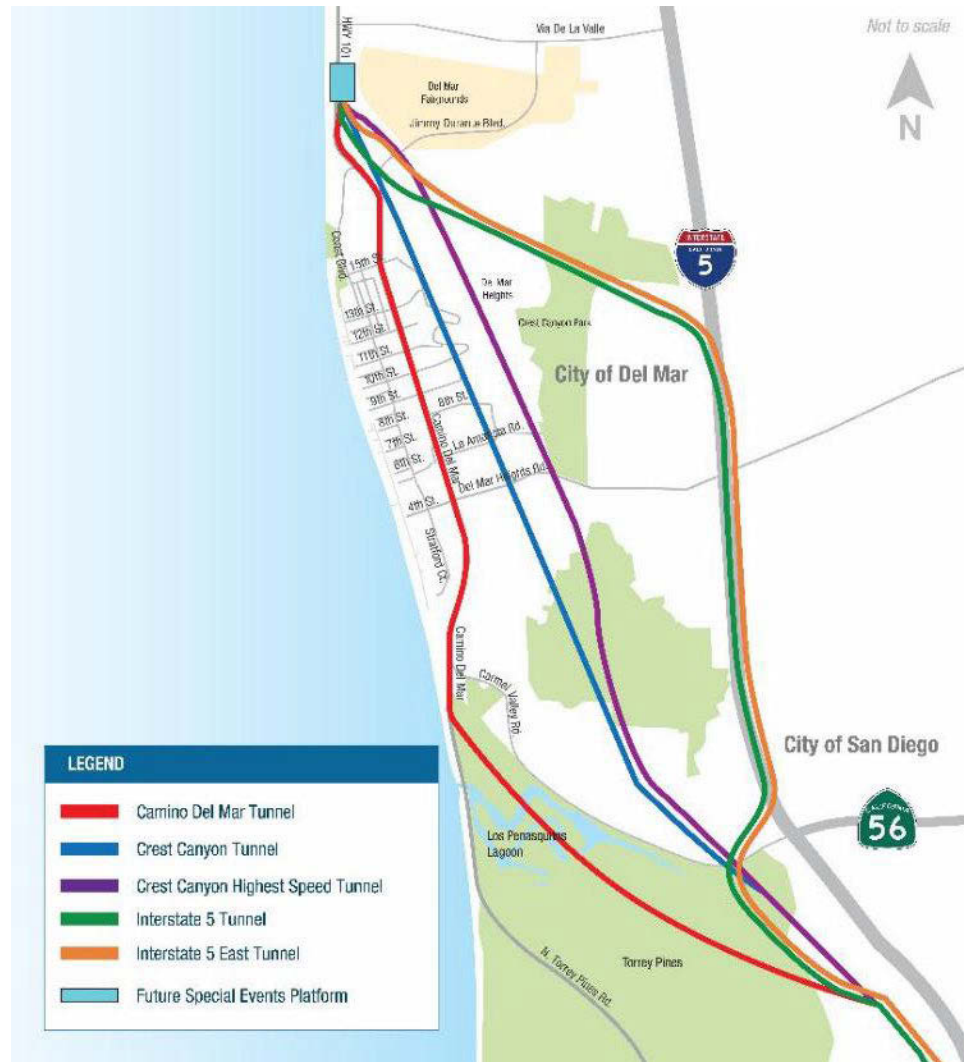 HWY 101
Via De La Valle
Not to scale
N
Del Mar
Fairgrounds
Jimmy Durante Blvd.
INTERSTATE
5
Coast Blvd.
15th S
De Mar
Heights
13th St.
12th St.
11th St.
10th St.
9th St.
8th St.
8th St.
7th St.
6th St.
4th St.
Crest Canyon Park
City of Del Mar
Camino Del Mar
La Amatista Rd.
Del Mar Heights Rd.
Stratford Ct.
Camino Del Mar
Carmel Valley Rd.
City of San Diego
56
Los Penasquitos
Lagoon
Torrey Pines
N. Torrey Pines Rd.
LEGEND
Camino Del Mar Tunnel
Crest Canyon Tunnel
Crest Canyon Highest Speed Tunnel
Interstate 5 Tunnel
Interstate 5 East Tunnel
Future Special Events Platform